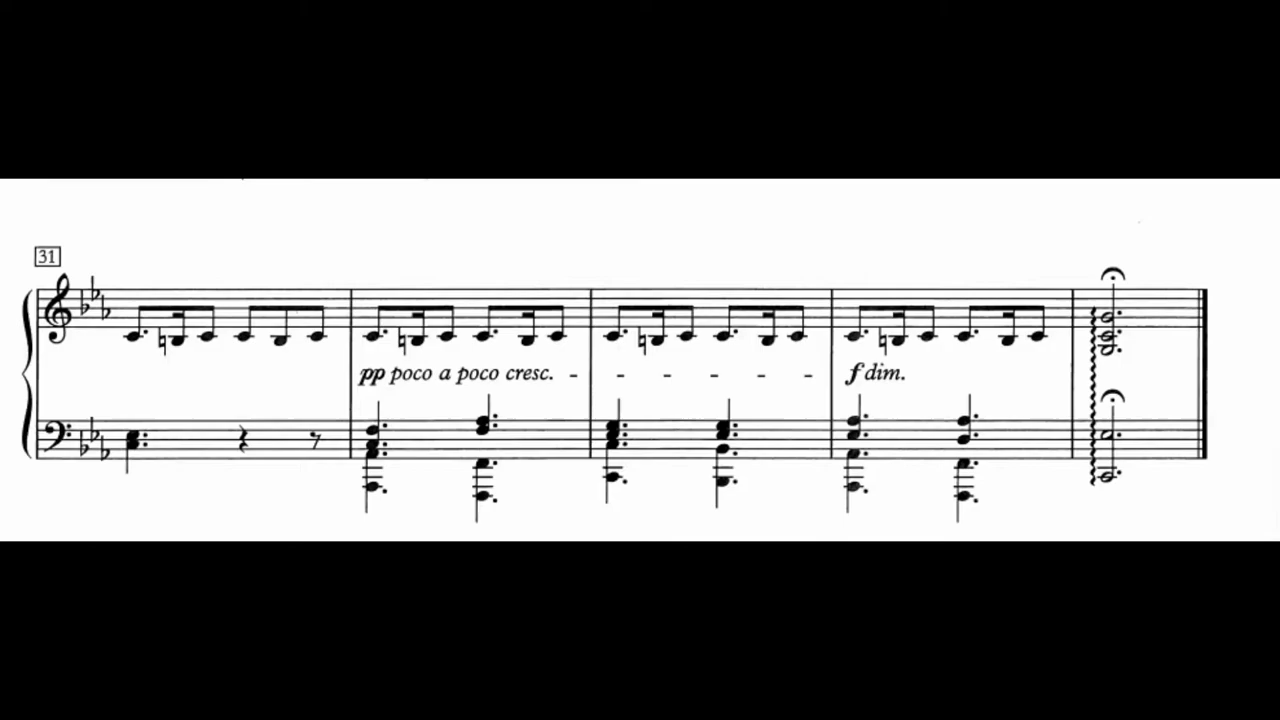 31
pp poco a poco cresc. - - - - - f dim.